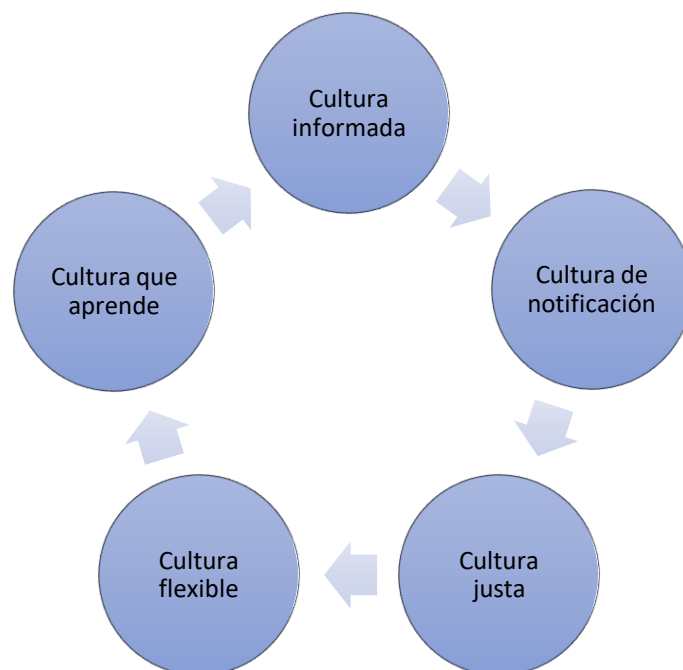 Cultura
informada
Cultura de
notificación
Cultura
justa
Cultura
flexible
Cultura que
aprende